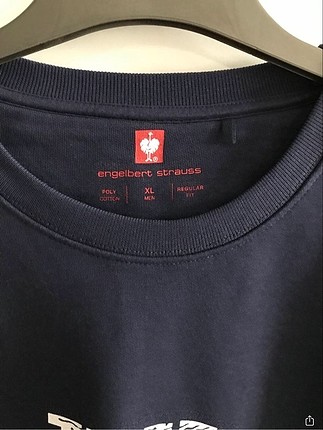 engelbert strauss
POLY XL REGULAR
COTTON MEN FIT